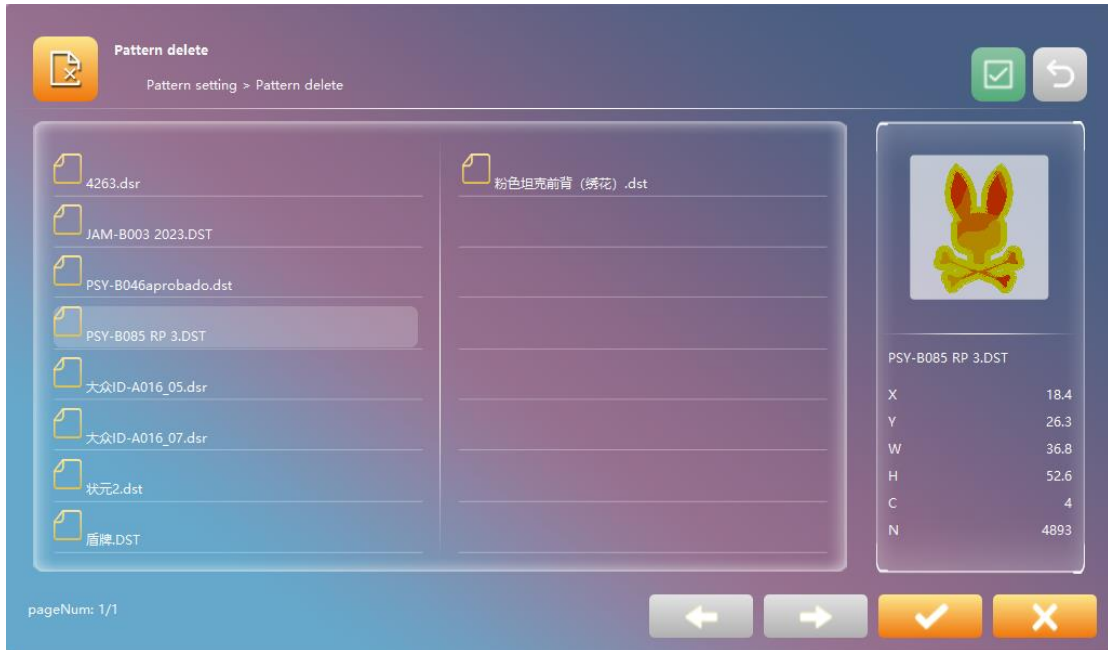 Pattern delete
Pattern setting > Pattern delete
4263.dsr
JAM-B003 2023.DST
PSY-B046aprobado.dst
PSY-B085 RP 3.DST
大众ID-A016_05.dsr
大众ID-A016_07.dsr
状元2.dst
盾牌.DST
粉色坦克前背（绣花）.dst
PSY-B085 RP 3.DST
X 18.4
Y 26.3
W 36.8
H 52.6
C 4
N 4893
pageNum: 1/1